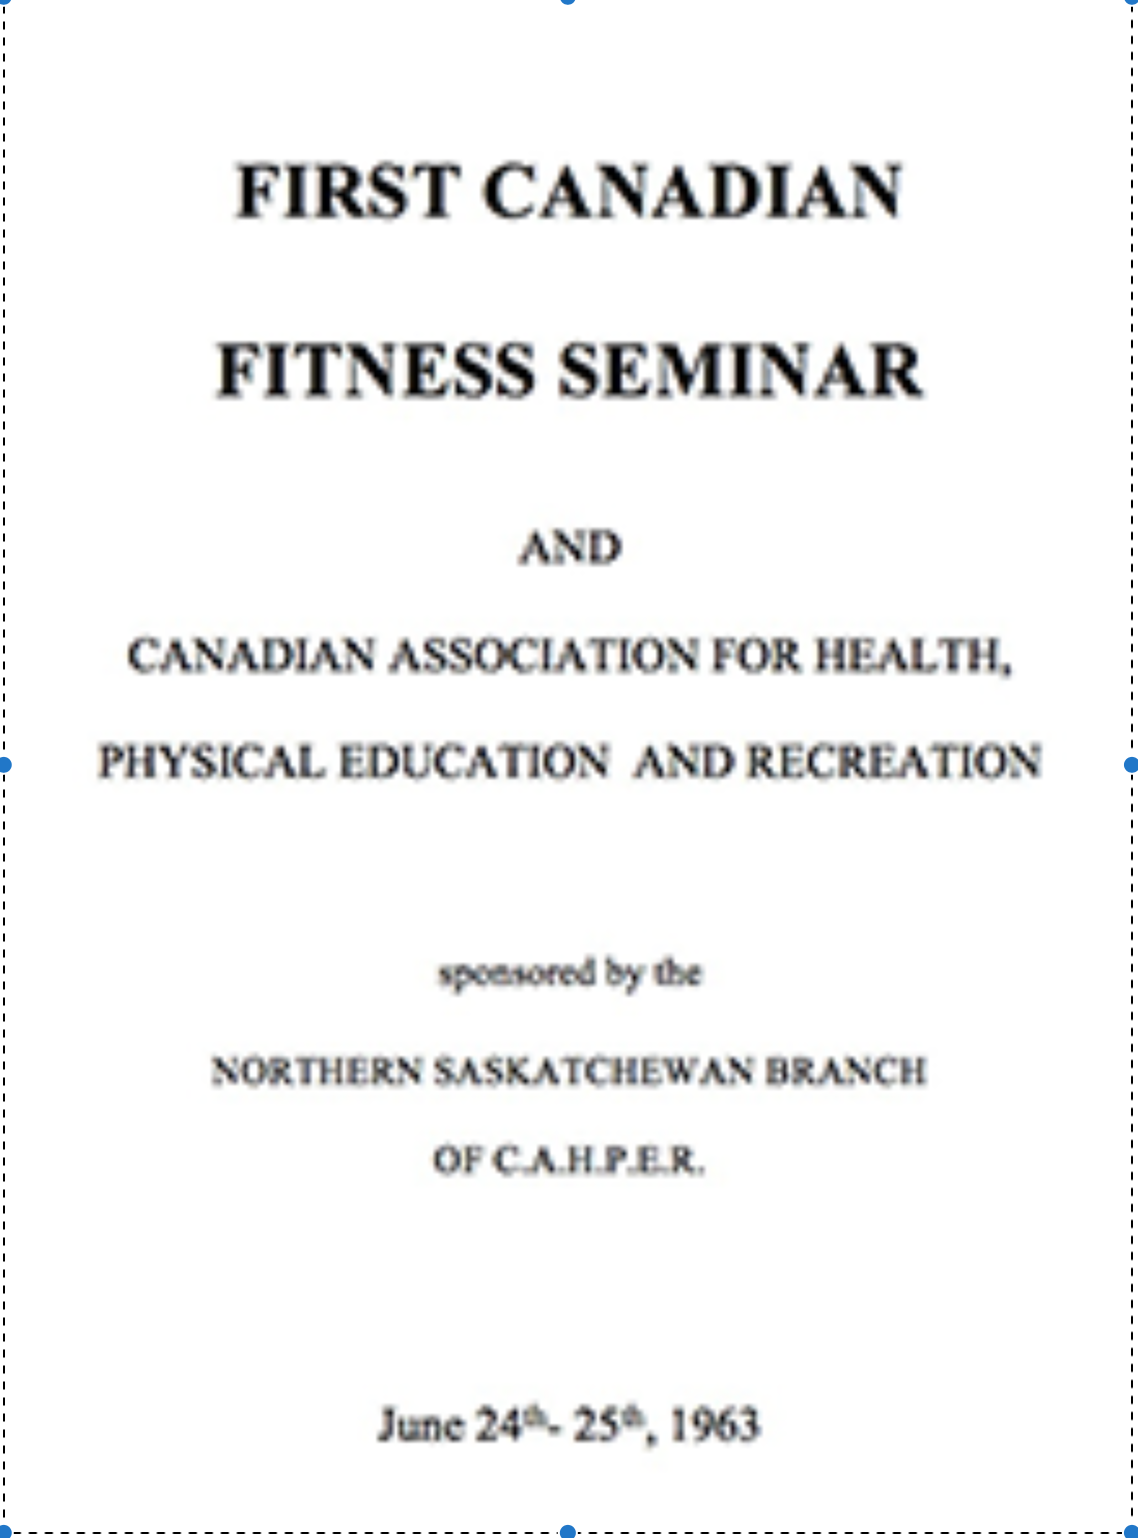 FIRST CANADIAN
FITNESS SEMINAR
AND
CANADIAN ASSOCIATION FOR HEALTH,
PHYSICAL EDUCATION AND RECREATION
sponsored by the
NORTHERN SASKATCHEWAN BRANCH
OF C.A.H.P.E.R.
June 24th- 25th, 1963